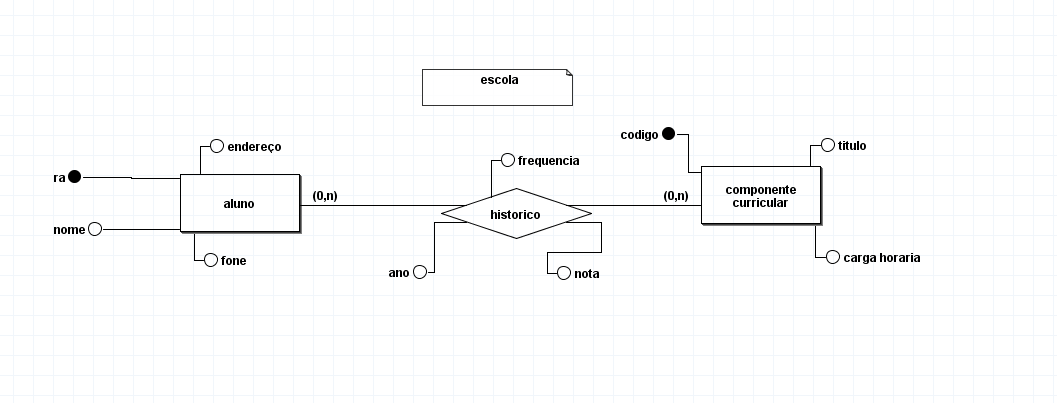 escola
endereço
ra
aluno
nome
fone
(0,n)
frequencia
historico
ano
nota
(0,n)
codigo
titulo
componente
curricular
carga horaria